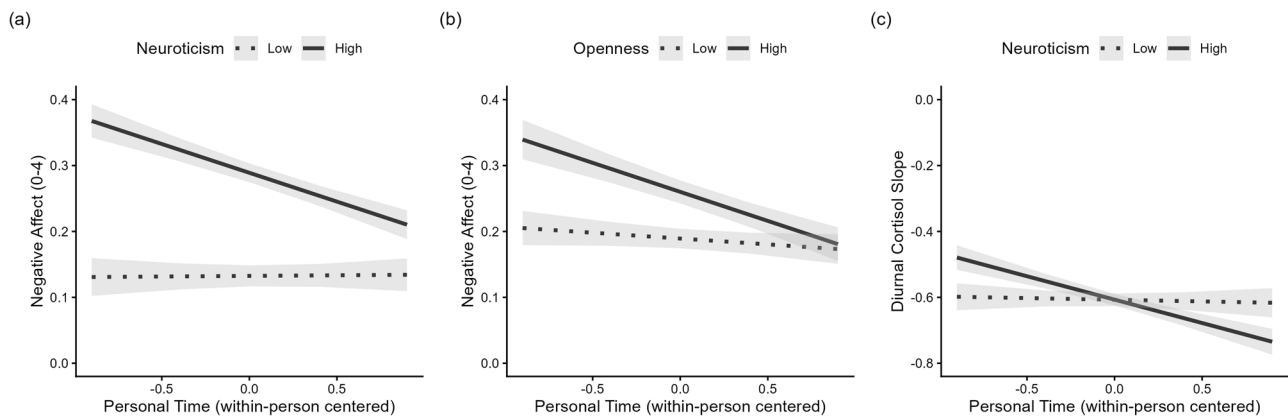 (a)
Neuroticism Low High
Negative Affect (0-4)
0.4
0.3
0.2
0.1
0.0
-0.5 0.0 0.5
Personal Time (within-person centered)
(b)
Openness Low High
Negative Affect (0-4)
0.4
0.3
0.2
0.1
0.0
-0.5 0.0 0.5
Personal Time (within-person centered)
(c)
Neuroticism Low High
Diurnal Cortisol Slope
0.0
-0.2
-0.4
-0.6
-0.8
-0.5 0.0 0.5
Personal Time (within-person centered)